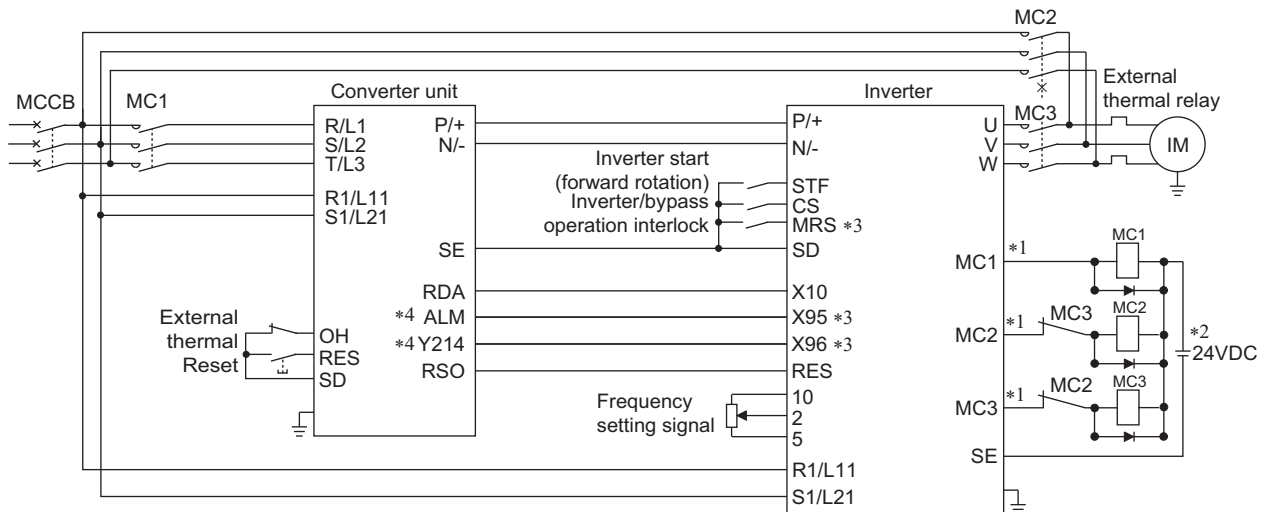 MC2
MCCB
MC1
Converter unit
Inverter
External
thermal relay
R/L1
S/L2
T/L3
R1/L11
S1/L21
P/+
N/-
SE
RDA
*4 ALM
*4 Y214
RSO
External
thermal
Reset
OH
RES
SD
Inverter start
(forward rotation)
Inverter/bypass
operation interlock
Frequency
setting signal
P/+
N/-
STF
CS
MRS *3
SD
X10
X95 *3
X96 *3
RES
10
2
5
R1/L11
S1/L21
U
V
W
MC3
IM
MC1
*1
MC1
MC2
*1
MC3
MC2
MC3
*1
MC2
MC3
SE
*2
24VDC